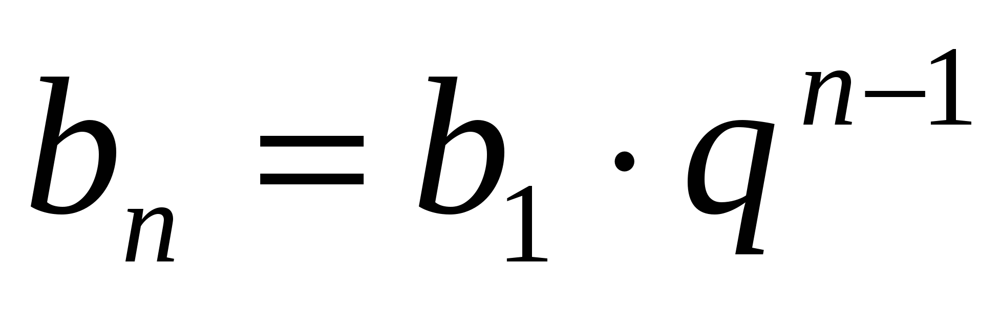 bₙ = b₁ · qⁿ⁻¹